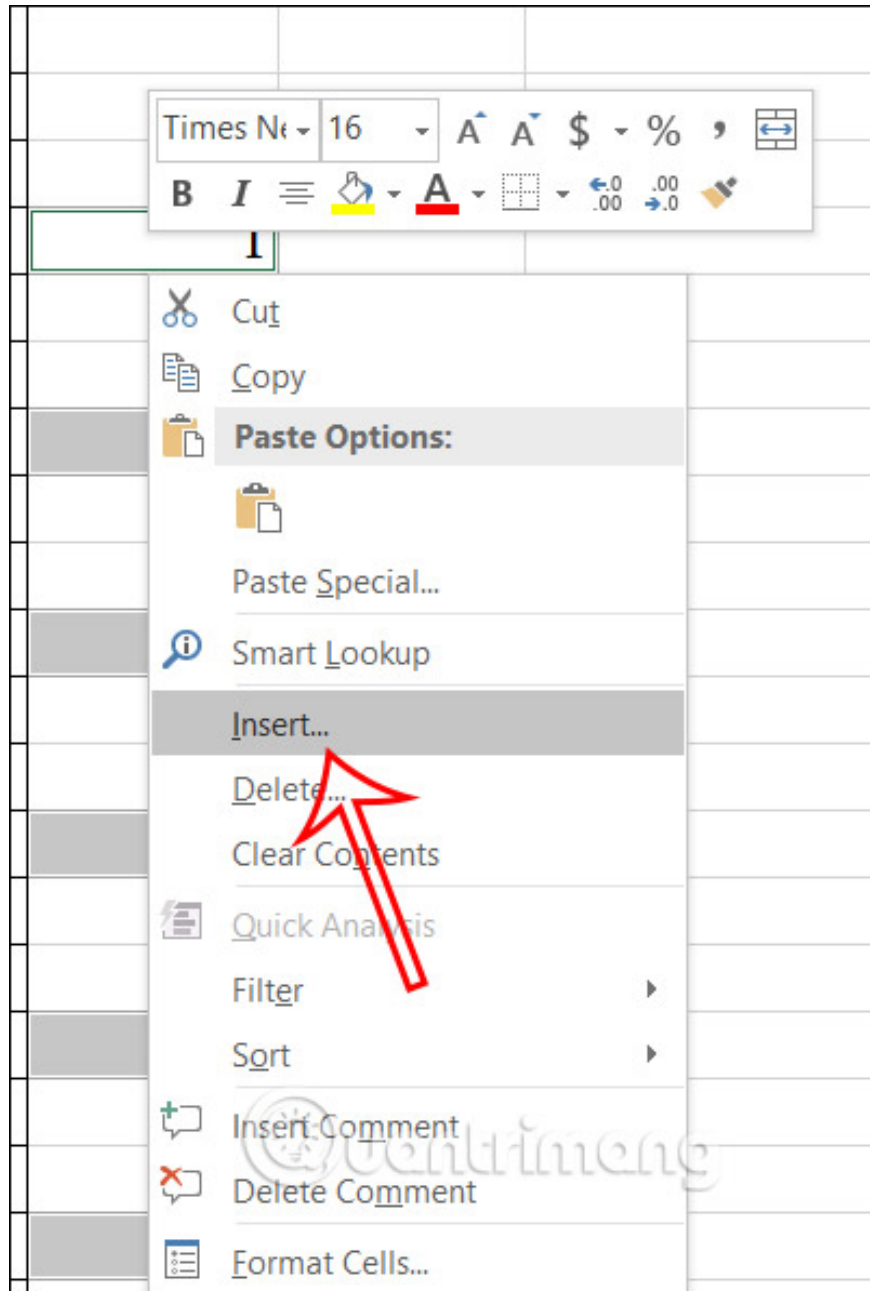 Times Ne 16 A A $ % ,
B I A .0 .00 .00 .0
1
Cut
Copy
Paste Options:
Paste Special...
Smart Lookup
Insert...
Delete...
Clear Contents
Quick Analysis
Filter
Sort
Insert Comment
Quantrimang
Delete Comment
Format Cells...